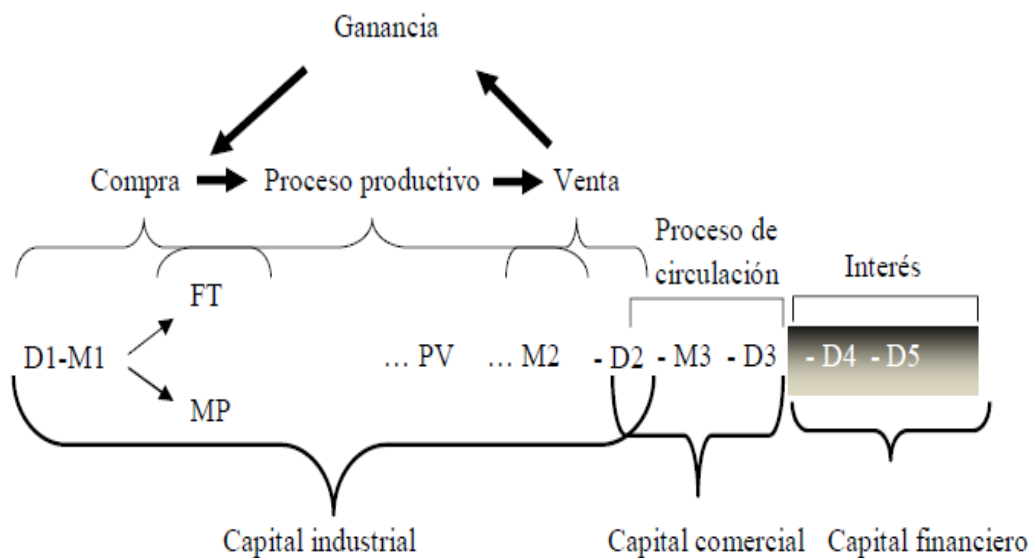 Ganancia
Compra Proceso productivo Venta
Proceso de
circulación
Interés
FT
D1-M1 ... PV ... M2 - D2 - M3 - D3 - D4 - D5
MP
Capital industrial Capital comercial Capital financiero